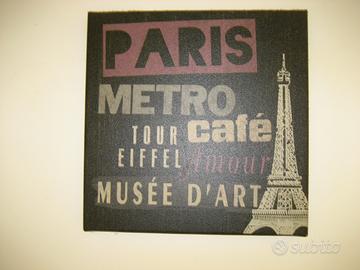 PARIS
METRO
TOUR café
EIFFEL Amour
MUSÉE D'ART
subito